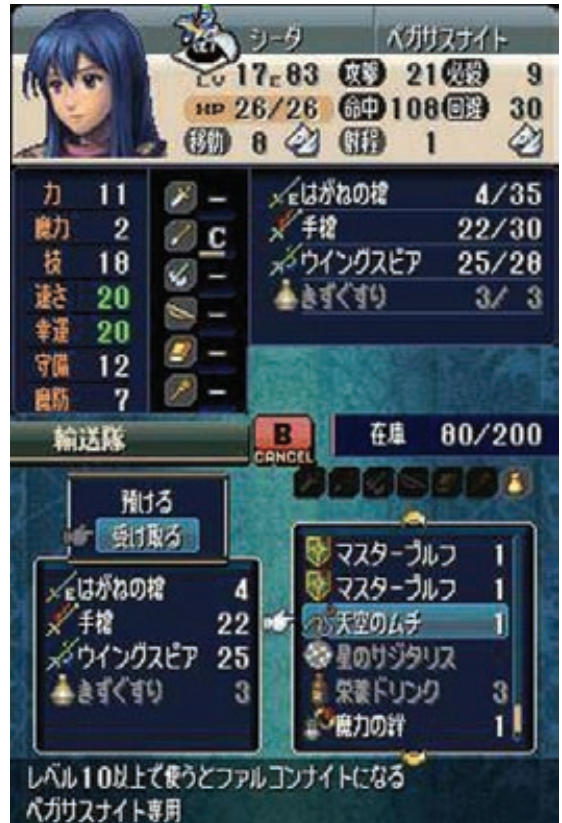 シーダ ペガサスナイト
LV 17 E 83 攻撃 21 必殺 9
HP 26/26 命中 108 回避 30
移動 8 射程 1
力 11
魔力 2
技 18
速さ 20
幸運 20
守備 12
魔防 7
–
C
–
–
–
–
E はがねの槍 4/35
手槍 22/30
ウイングスピア 25/28
きずぐすり 3/ 3
輸送隊
B
CANCEL
在庫 80/200
預ける
受け取る
E はがねの槍 4
手槍 22
ウイングスピア 25
きずぐすり 3
マスタープルフ 1
マスタープルフ 1
天空のムチ 1
星のサジタリス
栄養ドリンク 3
魔力の絆 1
レベル10以上で使うとファルコンナイトになる
ペガサスナイト専用